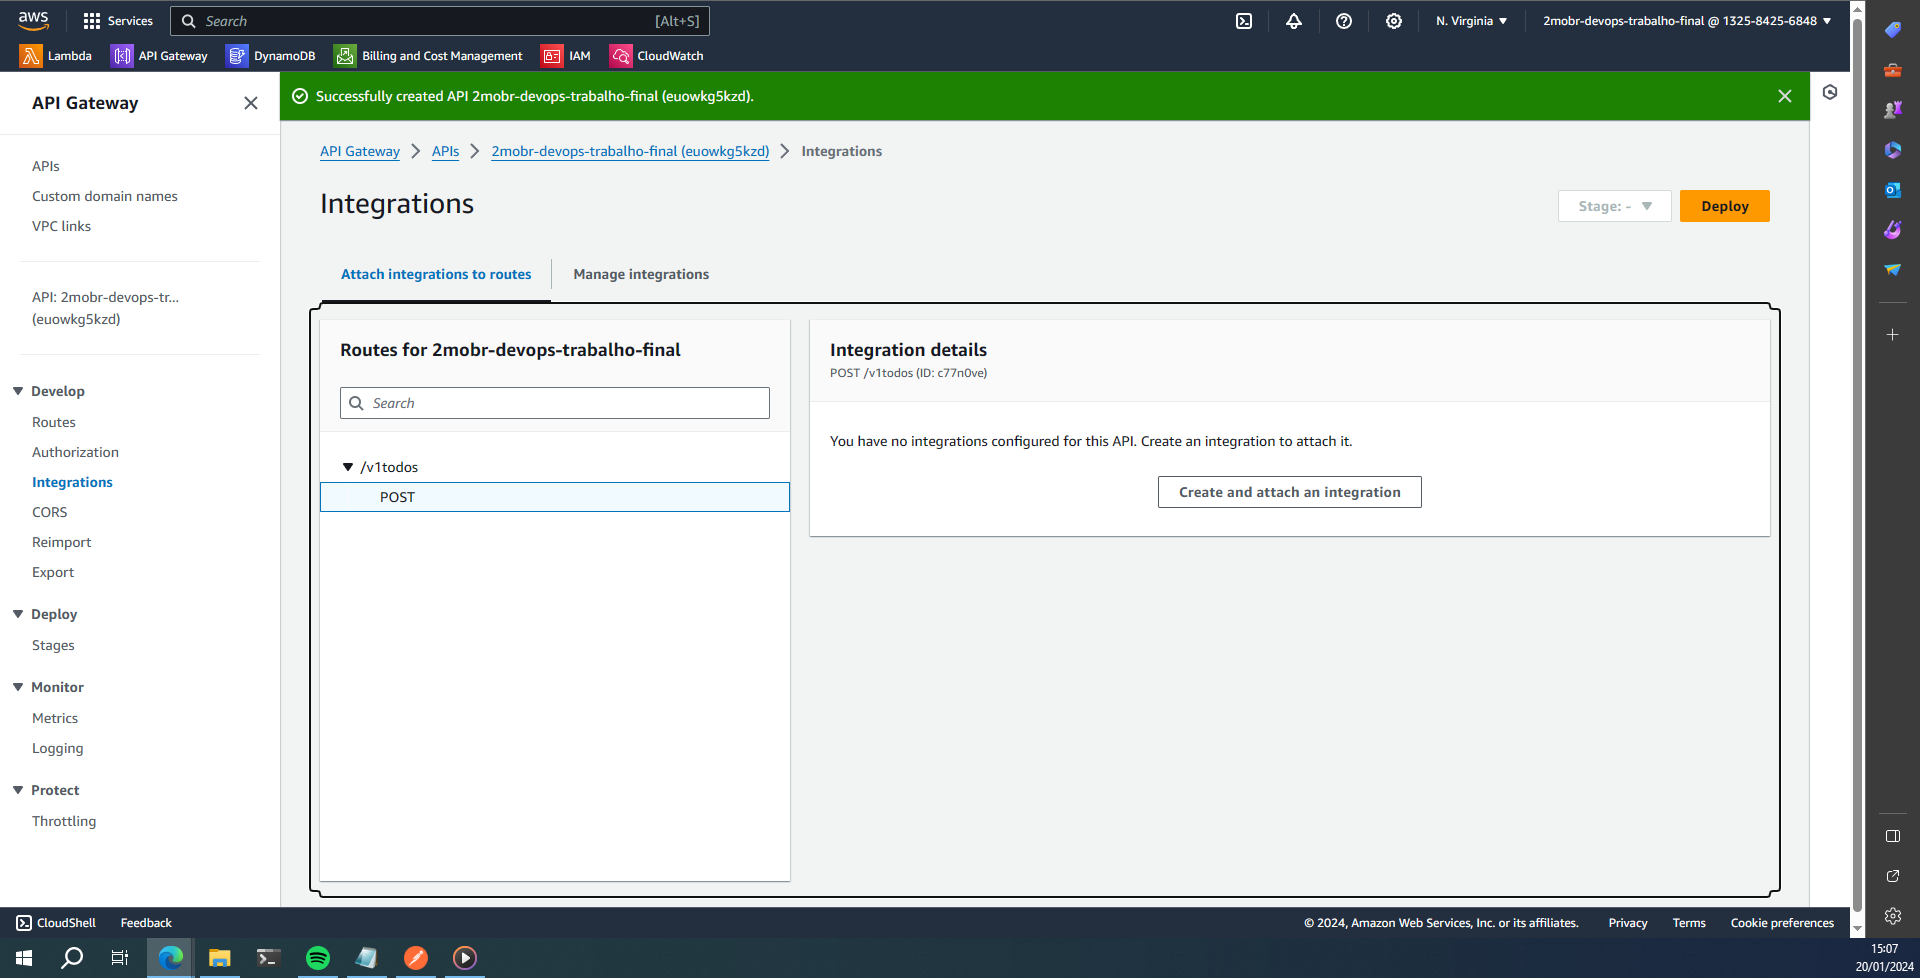 aws
Services
Search
[Alt+S]
N. Virginia
2mobr-devops-trabalho-final @ 1325-8425-6848
Lambda
API Gateway
DynamoDB
Billing and Cost Management
IAM
CloudWatch
API Gateway
APIs
Custom domain names
VPC links
API: 2mobr-devops-tr...
(euowkg5kzd)
Develop
Routes
Authorization
Integrations
CORS
Reimport
Export
Deploy
Stages
Monitor
Metrics
Logging
Protect
Throttling
Successfully created API 2mobr-devops-trabalho-final (euowkg5kzd).
API Gateway
APIs
2mobr-devops-trabalho-final (euowkg5kzd)
Integrations
Integrations
Stage: -
Deploy
Attach integrations to routes
Manage integrations
Routes for 2mobr-devops-trabalho-final
Search
/v1todos
POST
Integration details
POST /v1todos (ID: c77n0ve)
You have no integrations configured for this API. Create an integration to attach it.
Create and attach an integration
CloudShell
Feedback
© 2024, Amazon Web Services, Inc. or its affiliates.
Privacy
Terms
Cookie preferences
15:07
20/01/2024